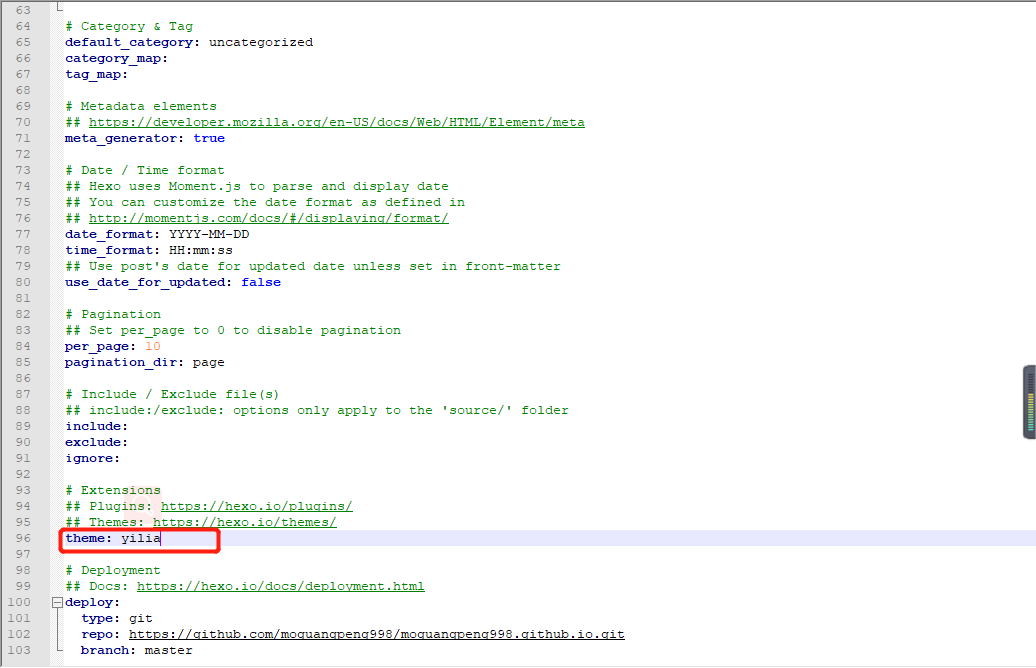 63
64 # Category & Tag
65 default_category: uncategorized
66 category_map:
67 tag_map:
68
69 # Metadata elements
70 ## https://developer.mozilla.org/en-US/docs/Web/HTML/Element/meta
71 meta_generator: true
72
73 # Date / Time format
74 ## Hexo uses Moment.js to parse and display date
75 ## You can customize the date format as defined in
76 ## http://momentjs.com/docs/#/displaying/format/
77 date_format: YYYY-MM-DD
78 time_format: HH:mm:ss
79 ## Use post's date for updated date unless set in front-matter
80 use_date_for_updated: false
81
82 # Pagination
83 ## Set per_page to 0 to disable pagination
84 per_page: 10
85 pagination_dir: page
86
87 # Include / Exclude file(s)
88 ## include:/exclude: options only apply to the 'source/' folder
89 include:
90 exclude:
91 ignore:
92
93 # Extensions
94 ## Plugins: https://hexo.io/plugins/
95 ## Themes: https://hexo.io/themes/
96 theme: yilia
97
98 # Deployment
99 ## Docs: https://hexo.io/docs/deployment.html
100 deploy:
101   type: git
102   repo: https://github.com/moguangpeng998/moguangpeng998.github.io.git
103   branch: master